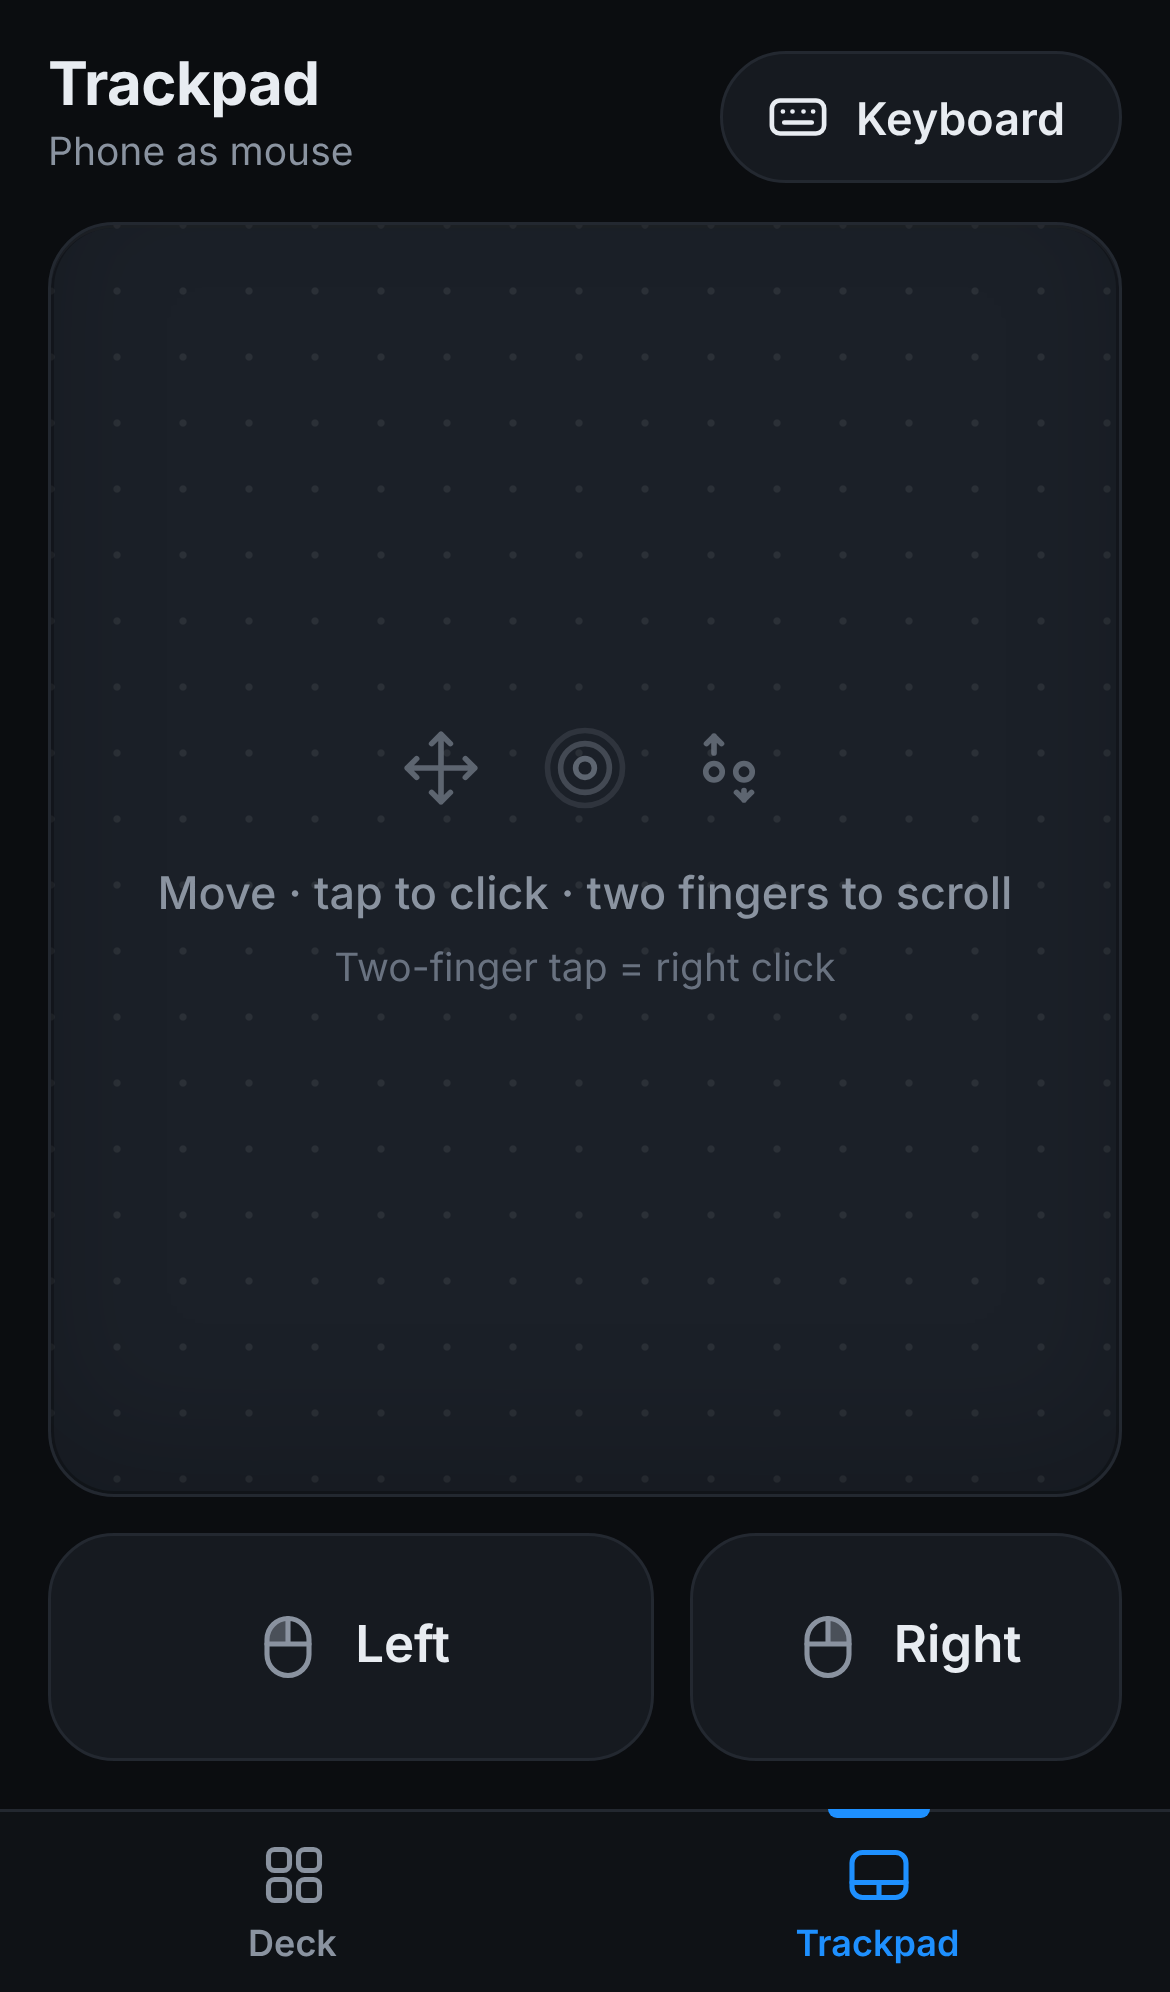 Trackpad
Phone as mouse
Keyboard
Move · tap to click · two fingers to scroll
Two-finger tap = right click
Left
Right
Deck
Trackpad